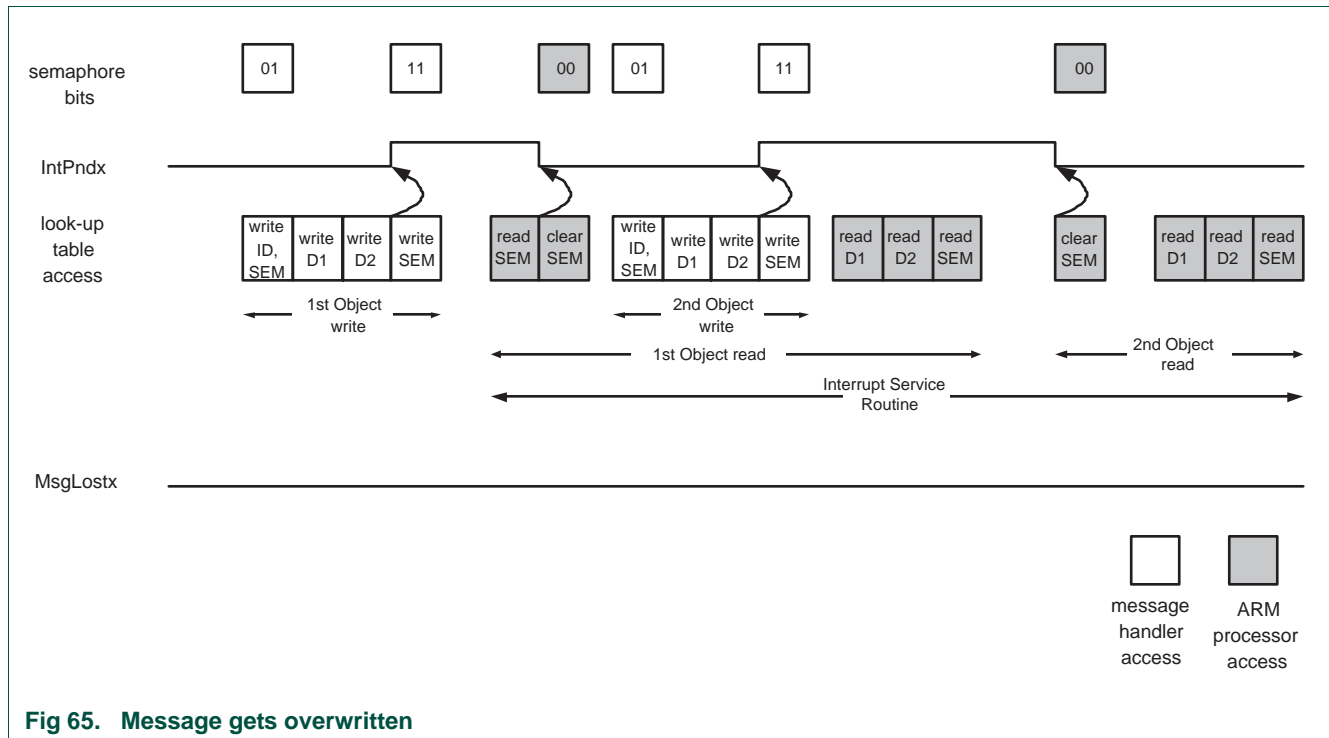 semaphore
bits
01
11
00
01
11
00
IntPndx
look-up
table
access
write
ID,
SEM
write
D1
write
D2
write
SEM
read
SEM
clear
SEM
write
ID,
SEM
write
D1
write
D2
write
SEM
read
D1
read
D2
read
SEM
clear
SEM
read
D1
read
D2
read
SEM
1st Object
write
2nd Object
write
1st Object read
2nd Object
read
Interrupt Service
Routine
MsgLostx
message
handler
access
ARM
processor
access
Fig 65. Message gets overwritten